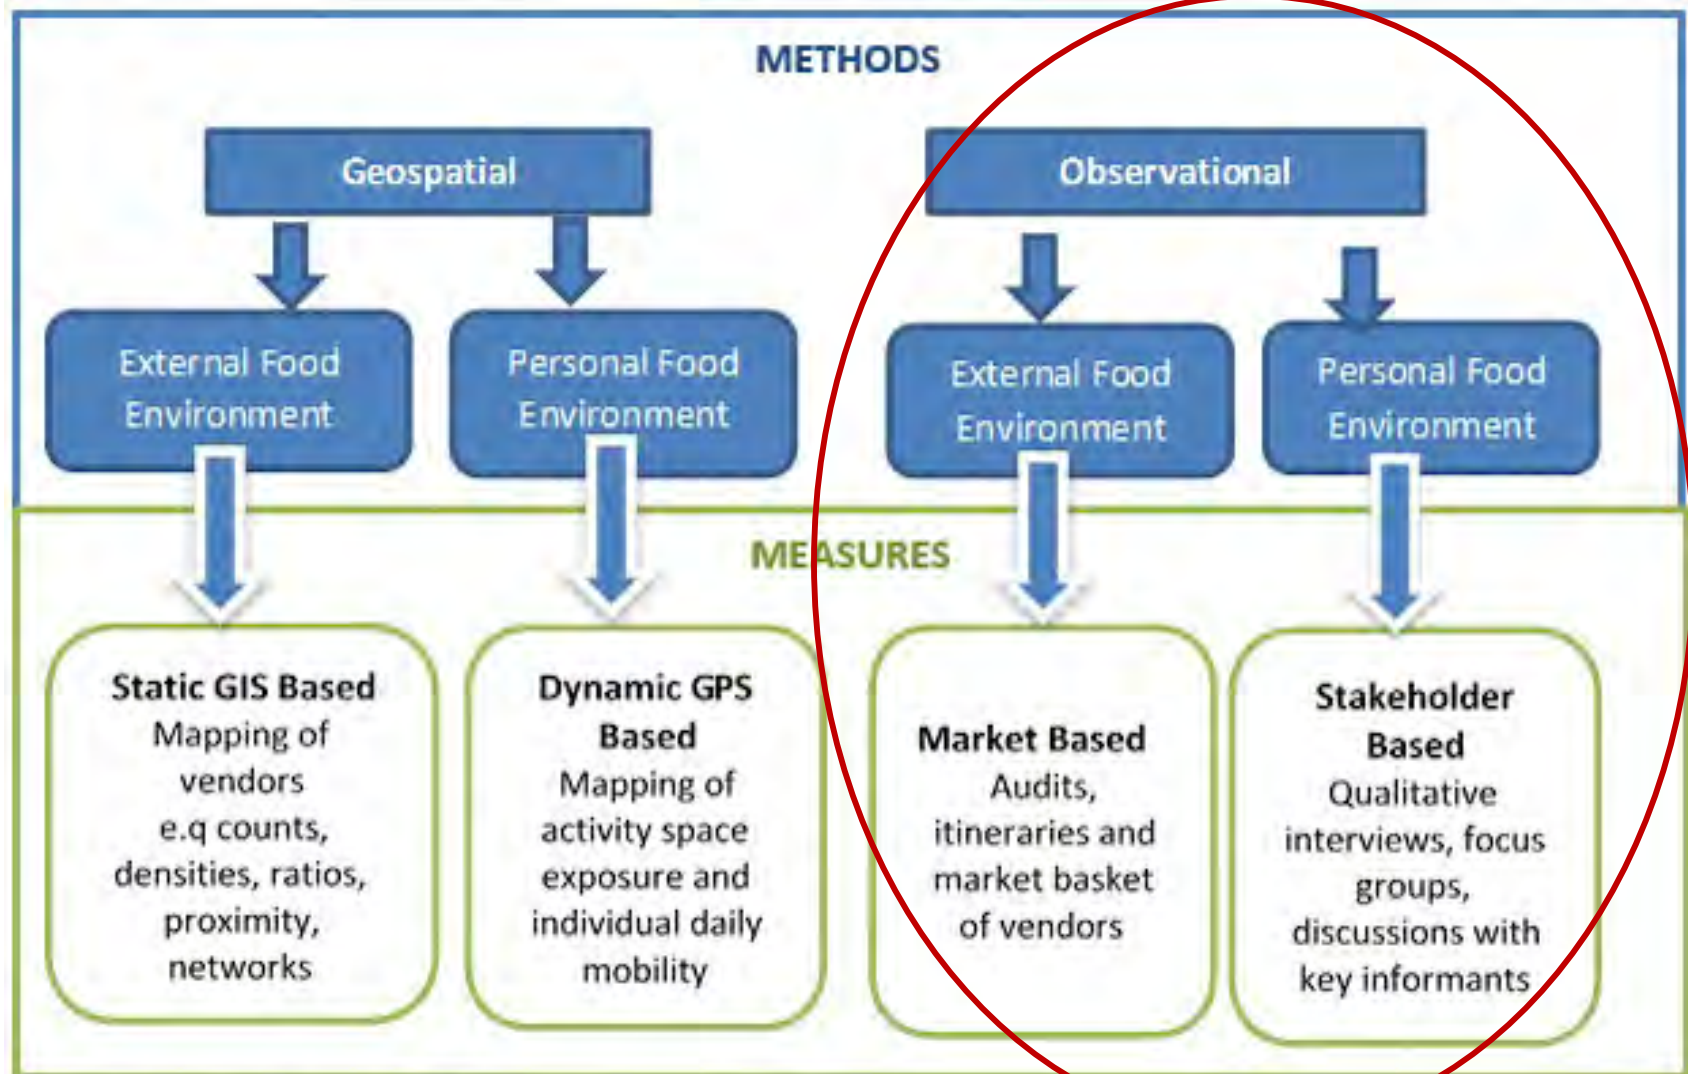 METHODS
Geospatial
Observational
External Food
Environment
Personal Food
Environment
External Food
Environment
Personal Food
Environment
MEASURES
Static GIS Based
Mapping of
vendors
e.q counts,
densities, ratios,
proximity,
networks
Dynamic GPS
Based
Mapping of
activity space
exposure and
individual daily
mobility
Market Based
Audits,
itineraries and
market basket
of vendors
Stakeholder
Based
Qualitative
interviews, focus
groups,
discussions with
key informants